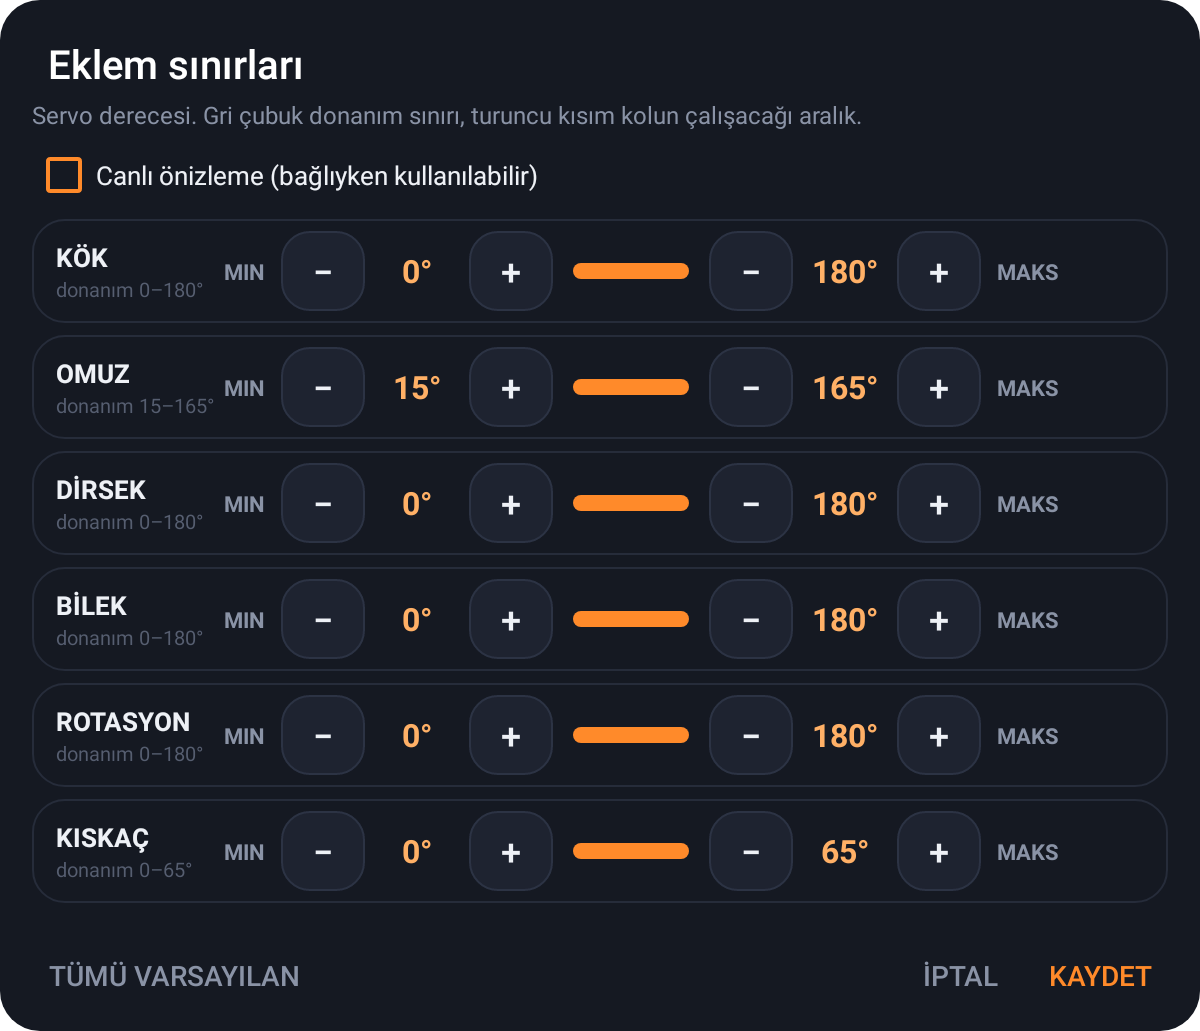 Eklem sınırları
Servo derecesi. Gri çubuk donanım sınırı, turuncu kısım kolun çalışacağı aralık.
Canlı önizleme (bağlıyken kullanılabilir)
KÖK
donanım 0–180°
MIN − 0° + − 180° + MAKS
OMUZ
donanım 15–165°
MIN − 15° + − 165° + MAKS
DİRSEK
donanım 0–180°
MIN − 0° + − 180° + MAKS
BİLEK
donanım 0–180°
MIN − 0° + − 180° + MAKS
ROTASYON
donanım 0–180°
MIN − 0° + − 180° + MAKS
KISKAÇ
donanım 0–65°
MIN − 0° + − 65° + MAKS
TÜMÜ VARSAYILAN İPTAL KAYDET